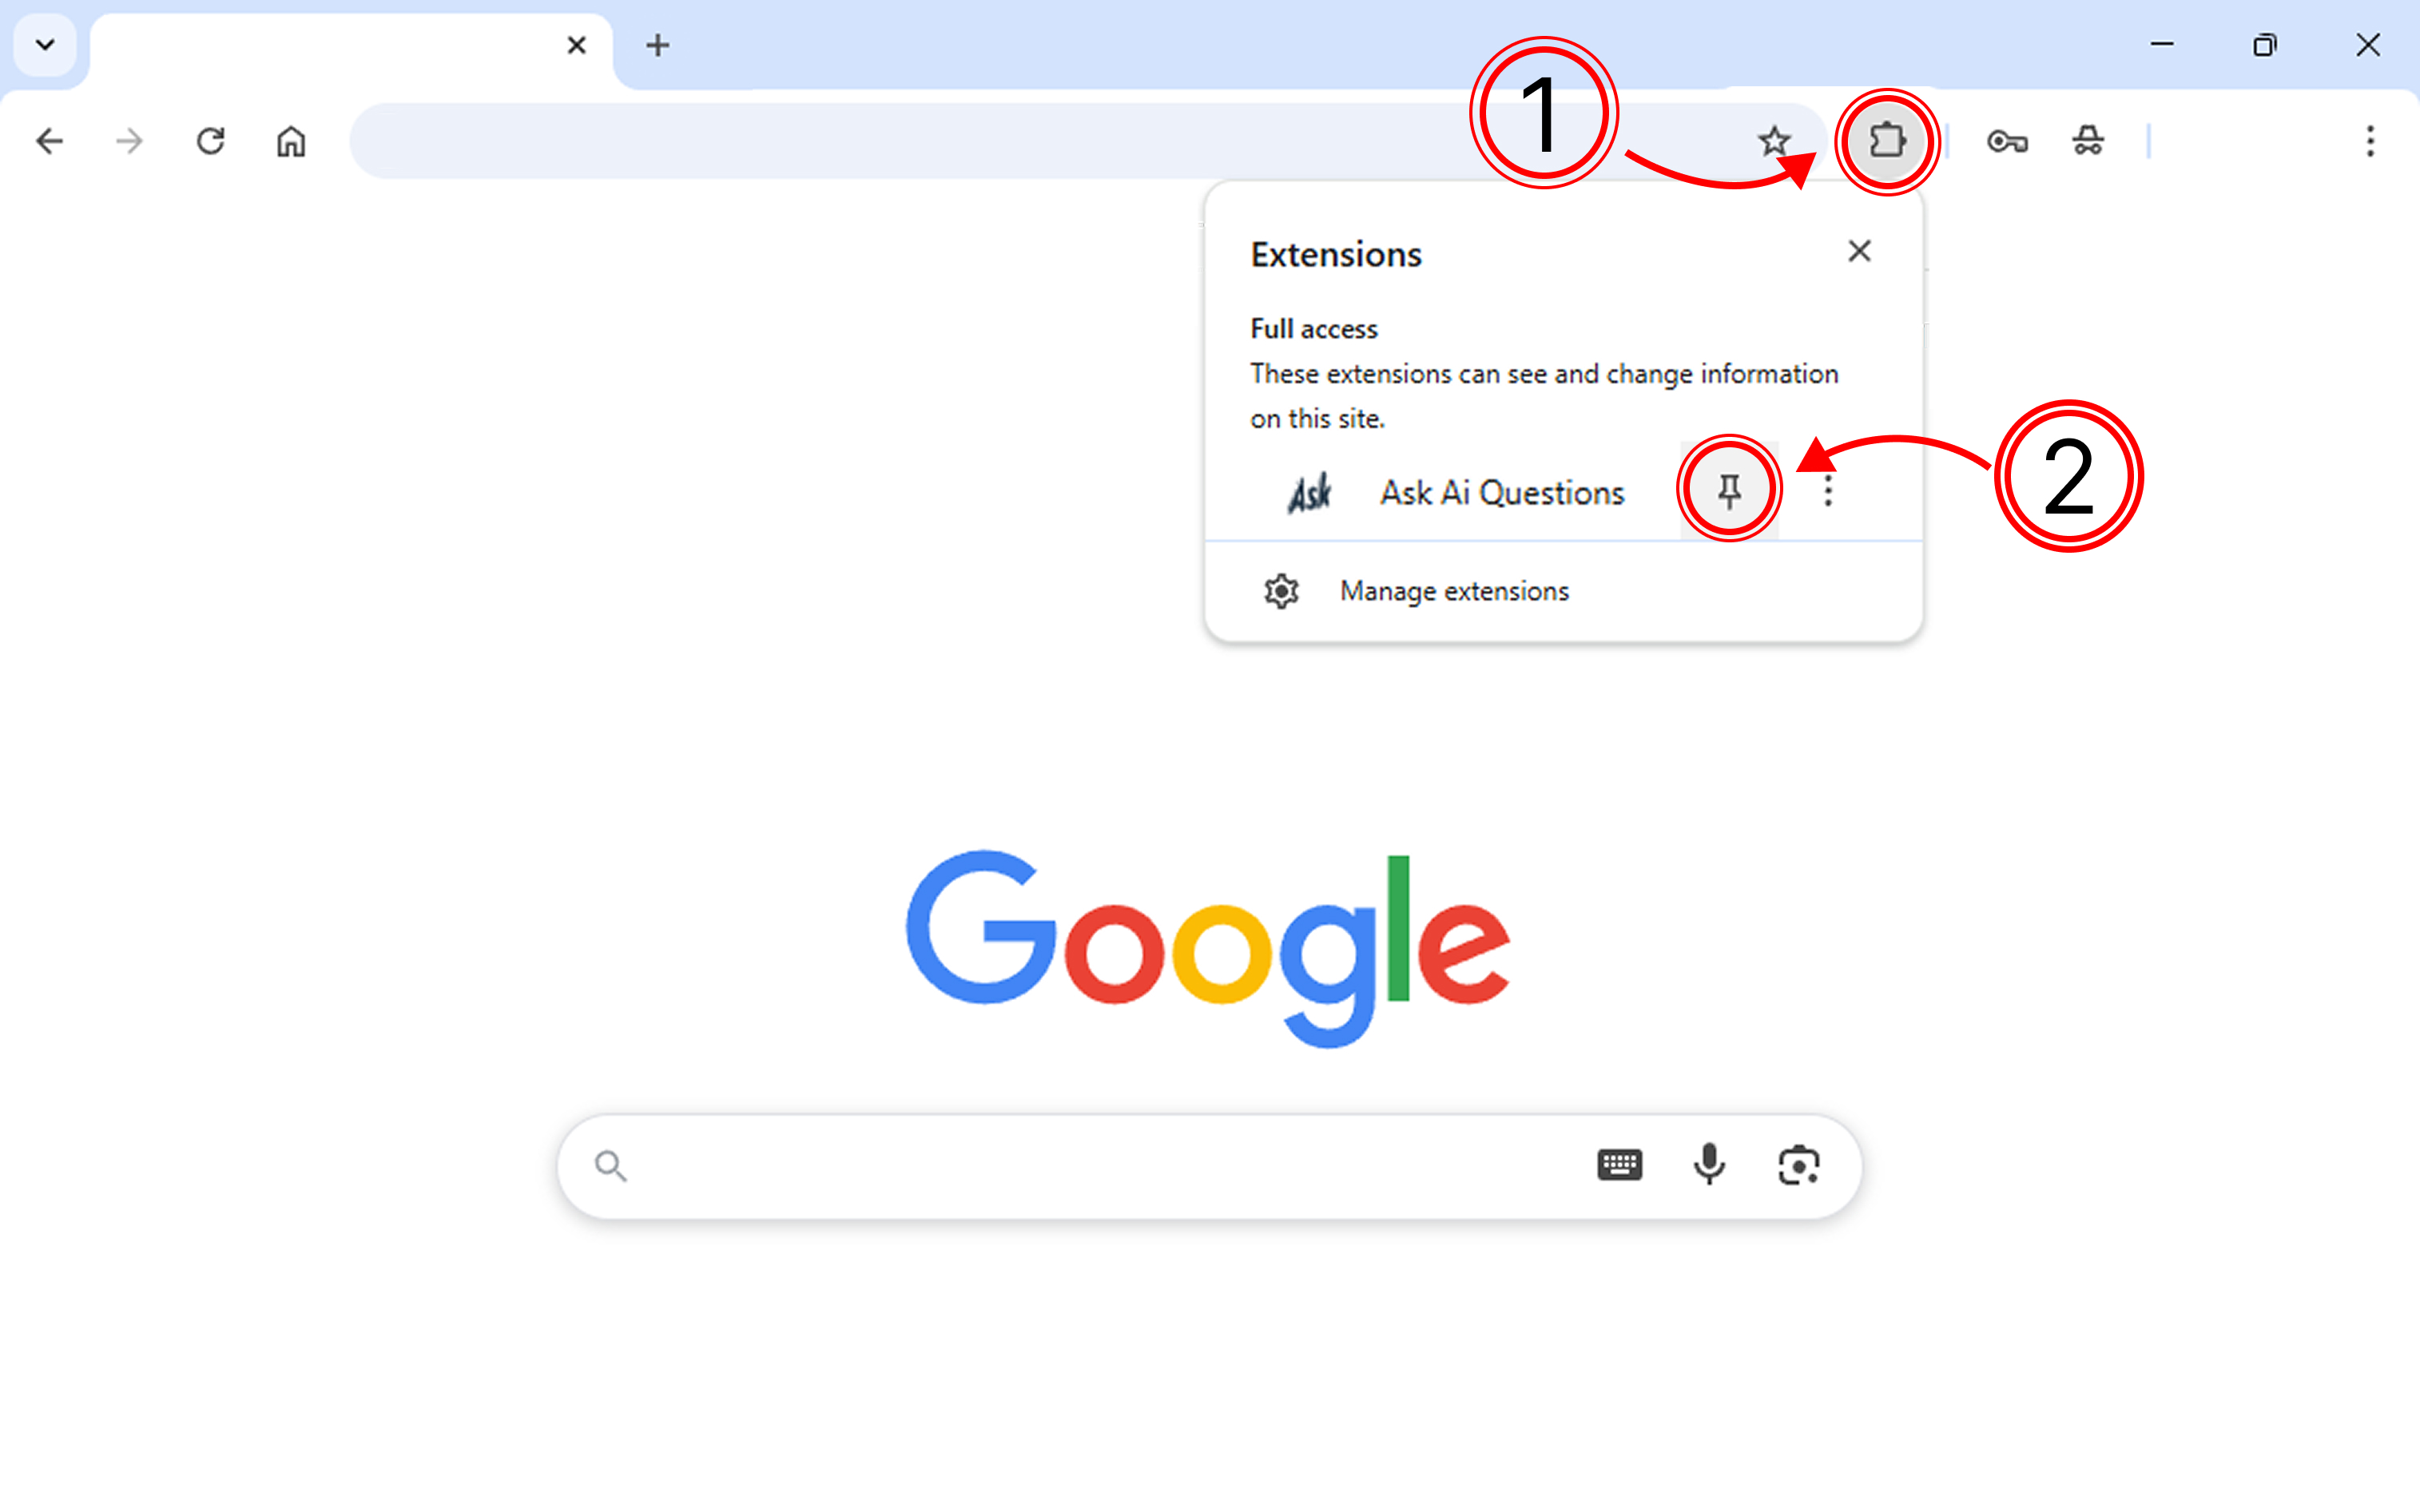 1
Extensions
Full access
These extensions can see and change information
on this site.
Ask Ask Ai Questions
2
Manage extensions
Google